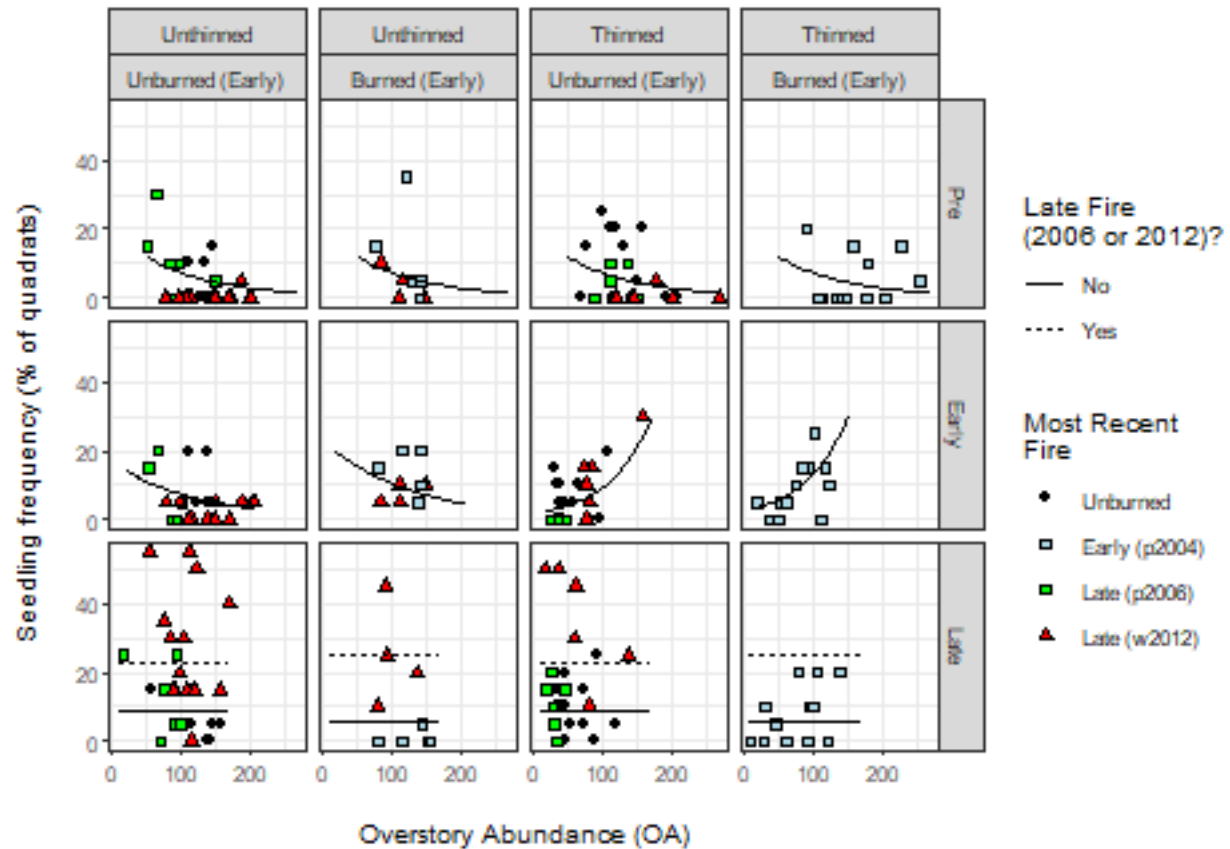 Unthinned Unthinned Thinned Thinned
Unburned (Early) Burned (Early) Unburned (Early) Burned (Early)
Seedling frequency (% of quadrats)
40
20
0
Pre
40
20
0
Early
40
20
0
Late
0 100 200 0 100 200 0 100 200 0 100 200
Overstory Abundance (OA)
Late Fire
(2006 or 2012)?
No
Yes
Most Recent
Fire
Unburned
Early (p2004)
Late (p2006)
Late (w2012)